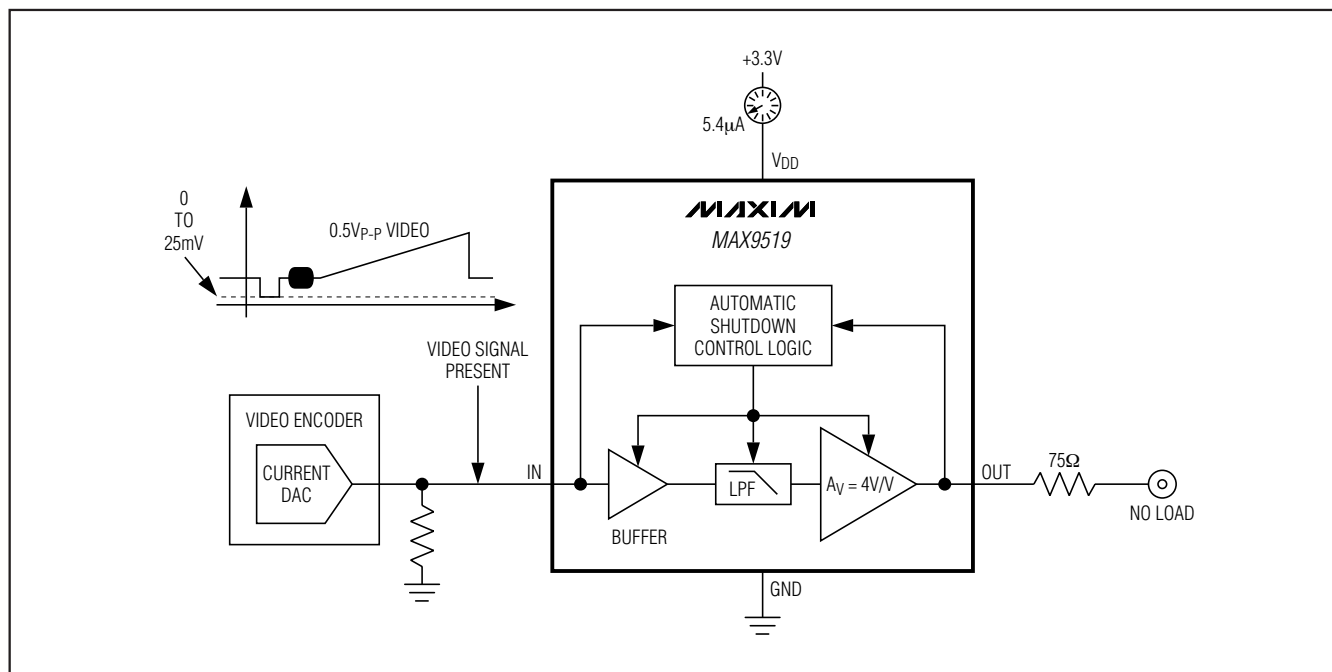 +3.3V
5.4μA
VDD
MAXIM
MAX9519
0
TO
25mV
0.5VP-P VIDEO
AUTOMATIC
SHUTDOWN
CONTROL LOGIC
VIDEO SIGNAL
PRESENT
VIDEO ENCODER
CURRENT
DAC
IN
BUFFER
LPF
AV = 4V/V
OUT
75Ω
NO LOAD
GND